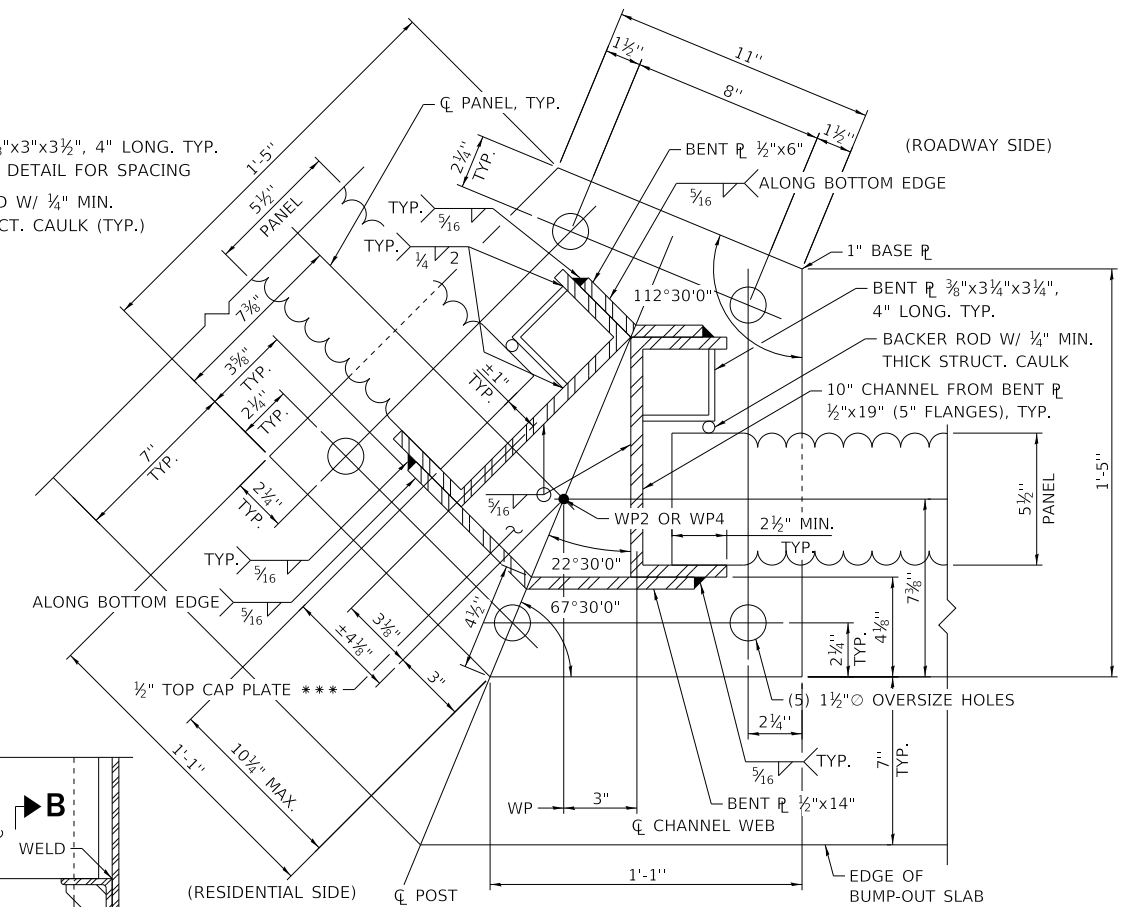 1½"
11"
8"
1½"
℄ PANEL, TYP.
(ROADWAY SIDE)
"x3"x3½", 4" LONG. TYP.
DETAIL FOR SPACING
W/ ¼" MIN.
CT. CAULK (TYP.)
1'-5"
2¼"
TYP.
BENT ℄ ½"x6"
5/16
ALONG BOTTOM EDGE
5½"
PANEL
TYP.
5/16
TYP.
¼
2
1" BASE ℄
112°30'0"
BENT ℄ ⅜"x3¼"x3¼",
4" LONG. TYP.
7⅜"
BACKER ROD W/ ¼" MIN.
THICK STRUCT. CAULK
3⅝"
TYP.
±1"
TYP.
10" CHANNEL FROM BENT ℄
½"x19" (5" FLANGES), TYP.
2¼"
TYP.
7"
TYP.
1'-5"
5½"
PANEL
2¼"
TYP.
5/16
WP2 OR WP4
2½" MIN.
TYP.
TYP.
5/16
22°30'0"
7⅜"
ALONG BOTTOM EDGE
5/16
67°30'0"
4½"
3⅛"
±4⅛"
3"
4⅛"
2¼"
TYP.
½" TOP CAP PLATE ***
(5) 1½"∅ OVERSIZE HOLES
2¼"
10¼" MAX.
1'-1"
5/16
TYP.
7"
TYP.
B
WP
3"
BENT ℄ ½"x14"
℄ CHANNEL WEB
WELD
1'-1"
EDGE OF
BUMP-OUT SLAB
(RESIDENTIAL SIDE)
℄ POST